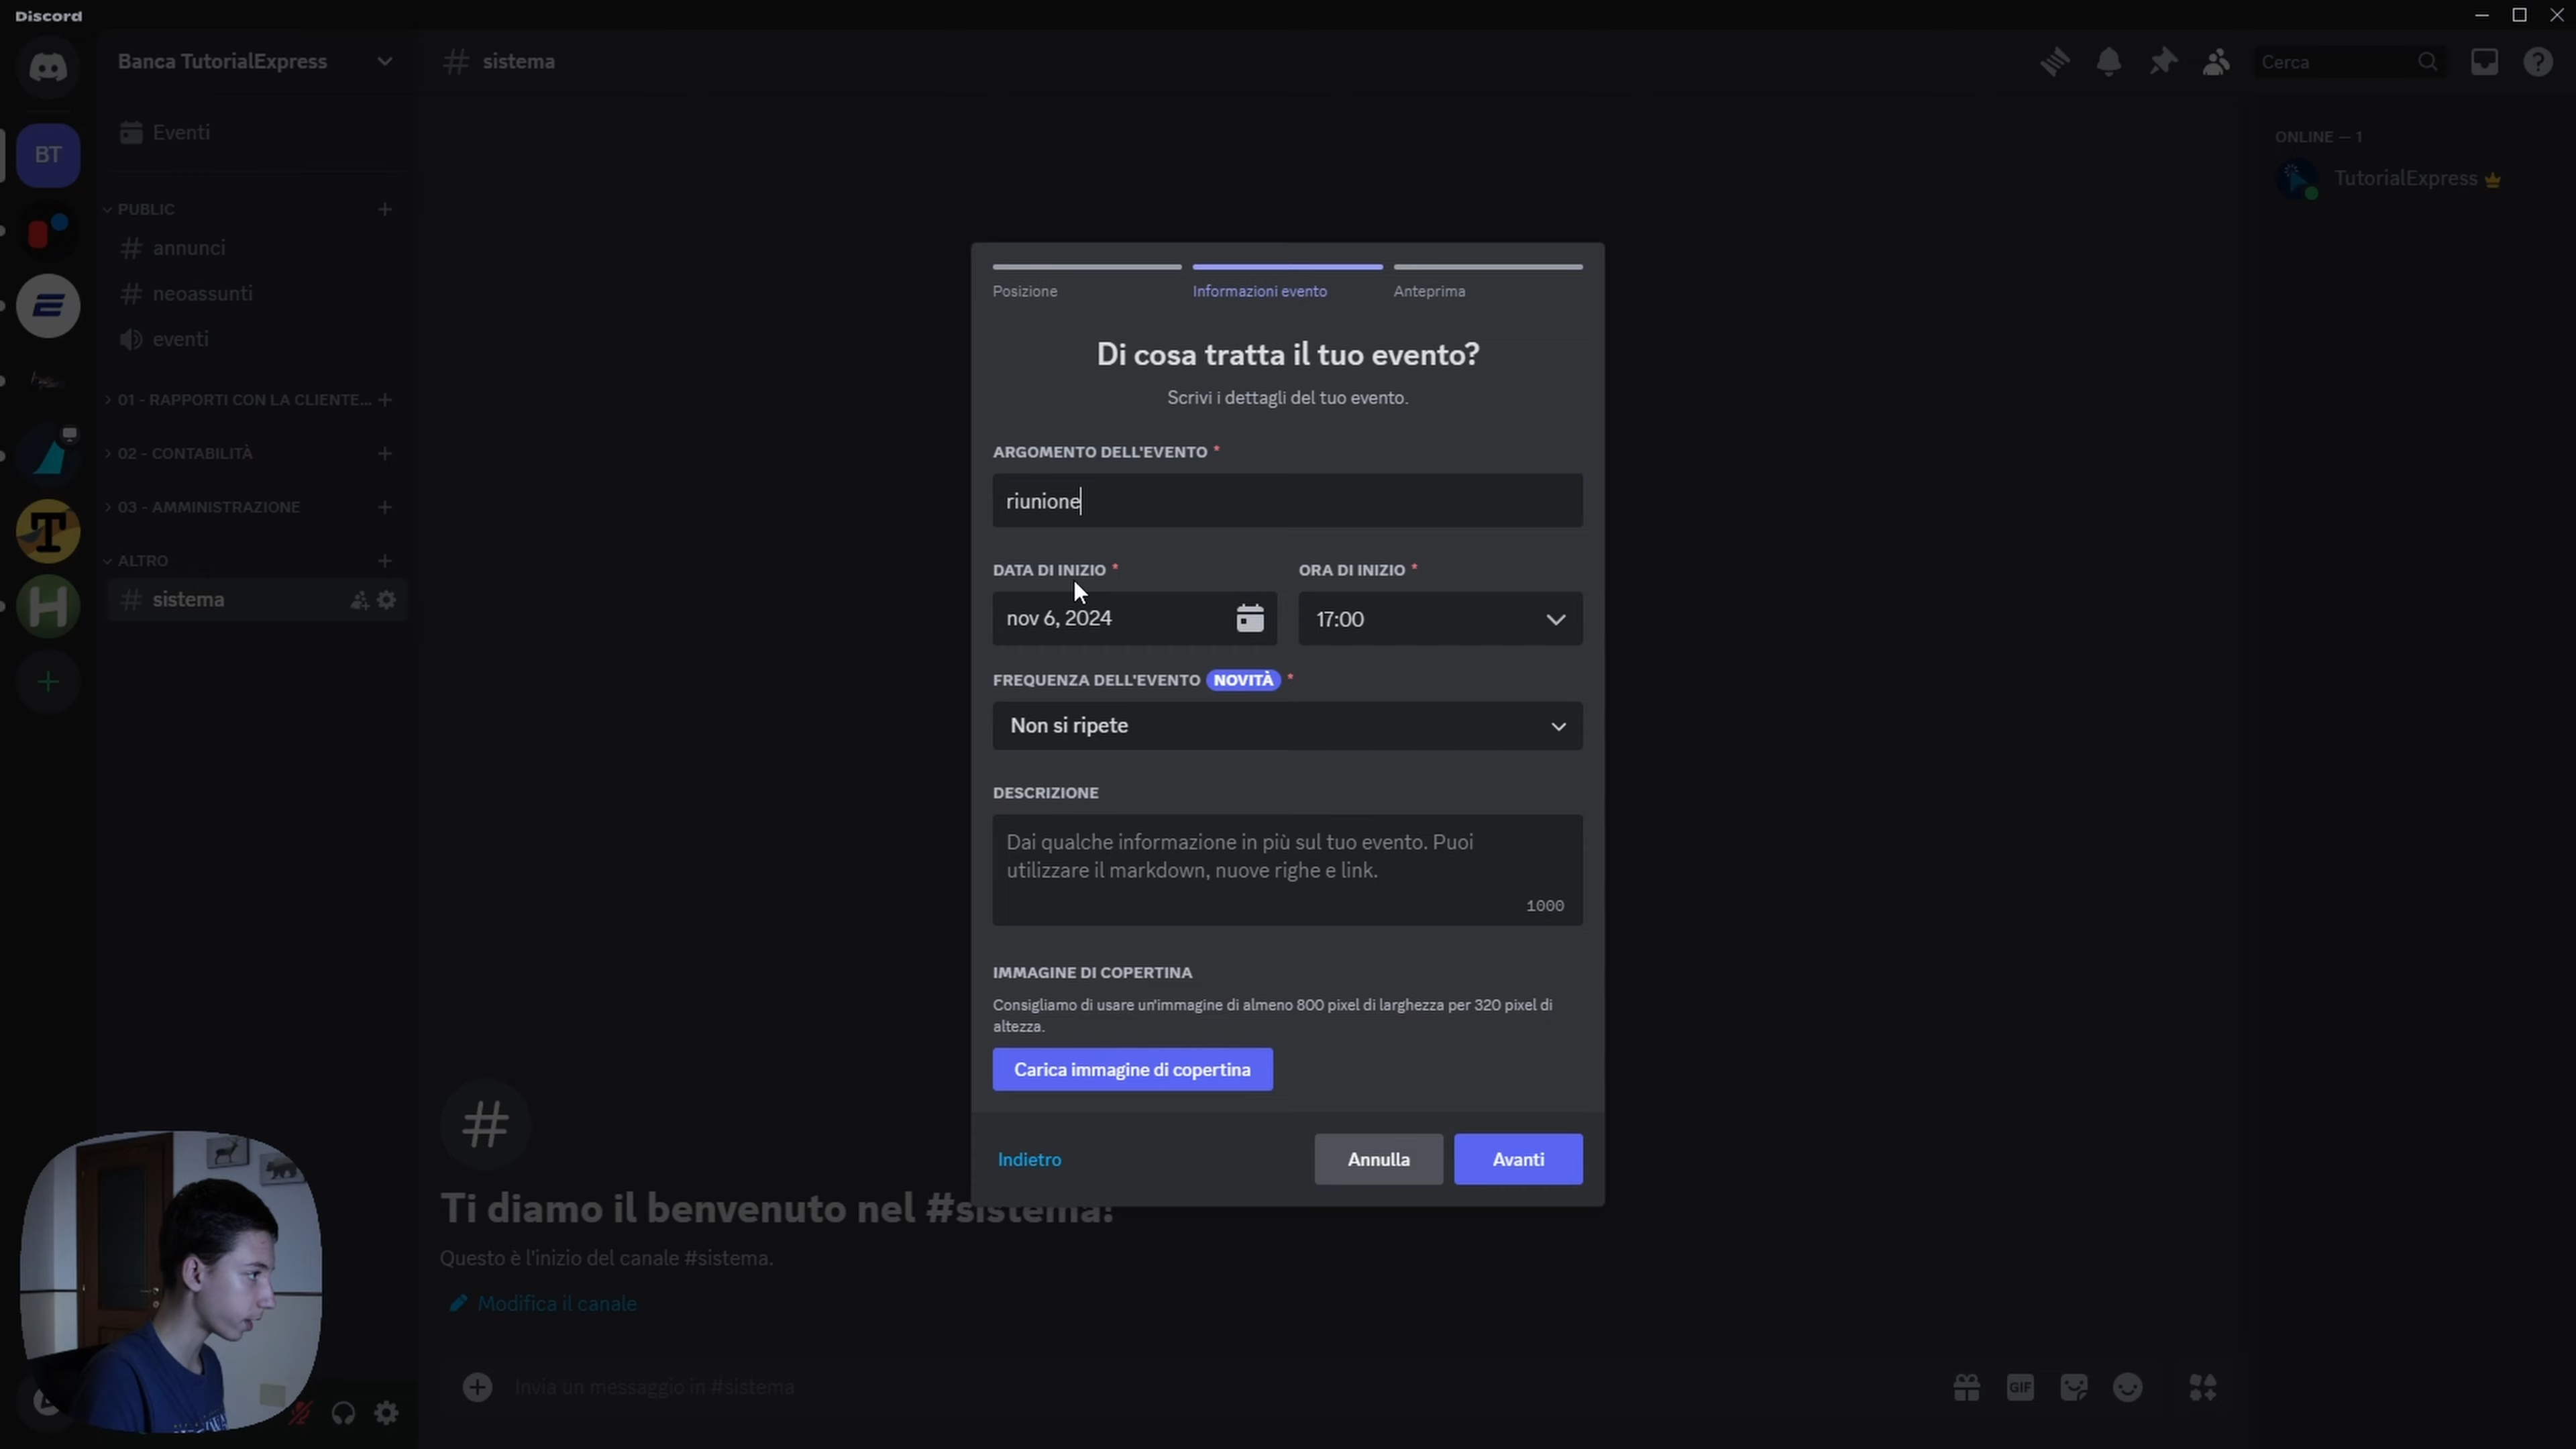 Discord
Banca TutorialExpress
sistema
Cerca
Eventi
BT
PUBLIC
annunci
neoassunti
eventi
01 - RAPPORTI CON LA CLIENTE...
02 - CONTABILITÀ
03 - AMMINISTRAZIONE
ALTRO
sistema
ONLINE — 1
TutorialExpress
Posizione
Informazioni evento
Anteprima
Di cosa tratta il tuo evento?
Scrivi i dettagli del tuo evento.
ARGOMENTO DELL'EVENTO *
riunione
DATA DI INIZIO *
ORA DI INIZIO *
nov 6, 2024
17:00
FREQUENZA DELL'EVENTO NOVITÀ *
Non si ripete
DESCRIZIONE
Dai qualche informazione in più sul tuo evento. Puoi
utilizzare il markdown, nuove righe e link.
1000
IMMAGINE DI COPERTINA
Consigliamo di usare un'immagine di almeno 800 pixel di larghezza per 320 pixel di
altezza.
Carica immagine di copertina
Indietro
Annulla
Avanti
Ti diamo il benvenuto nel #sistema!
Questo è l'inizio del canale #sistema.
Modifica il canale
Invia un messaggio in #sistema
GIF